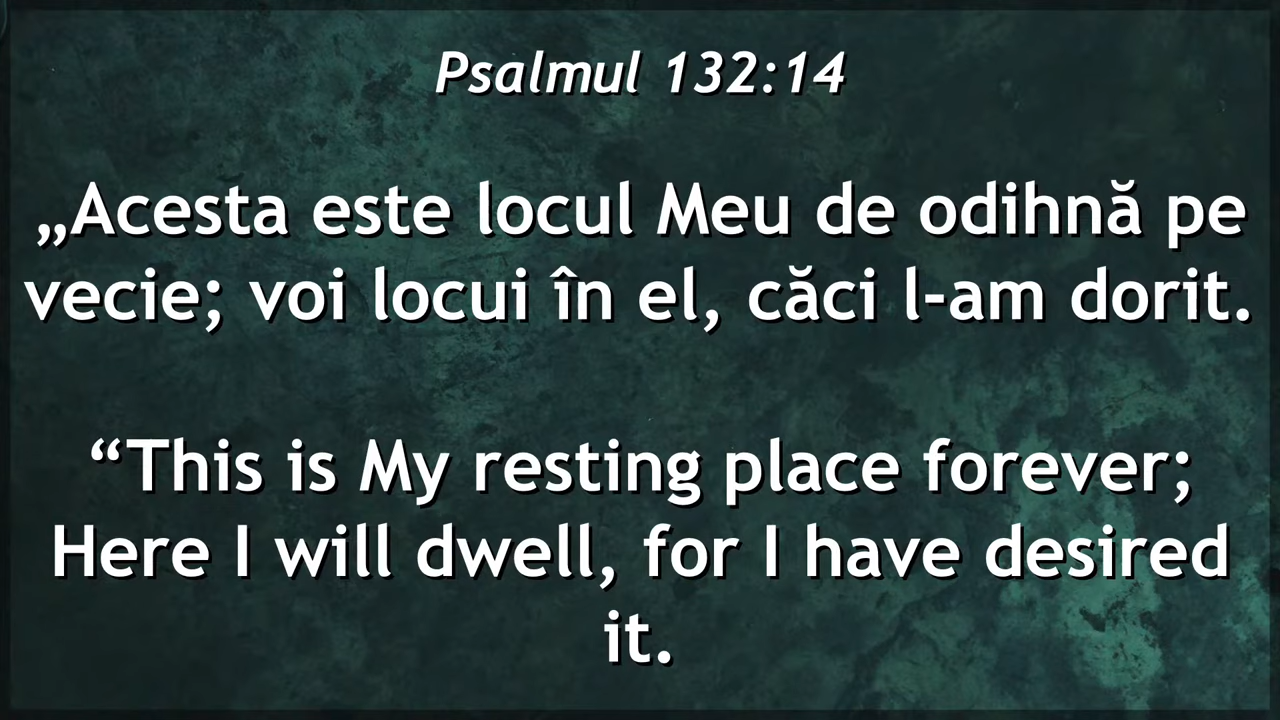 Psalmul 132:14
„Acesta este locul Meu de odihnă pe
vecie; voi locui în el, căci l-am dorit.
“This is My resting place forever;
Here I will dwell, for I have desired
it.